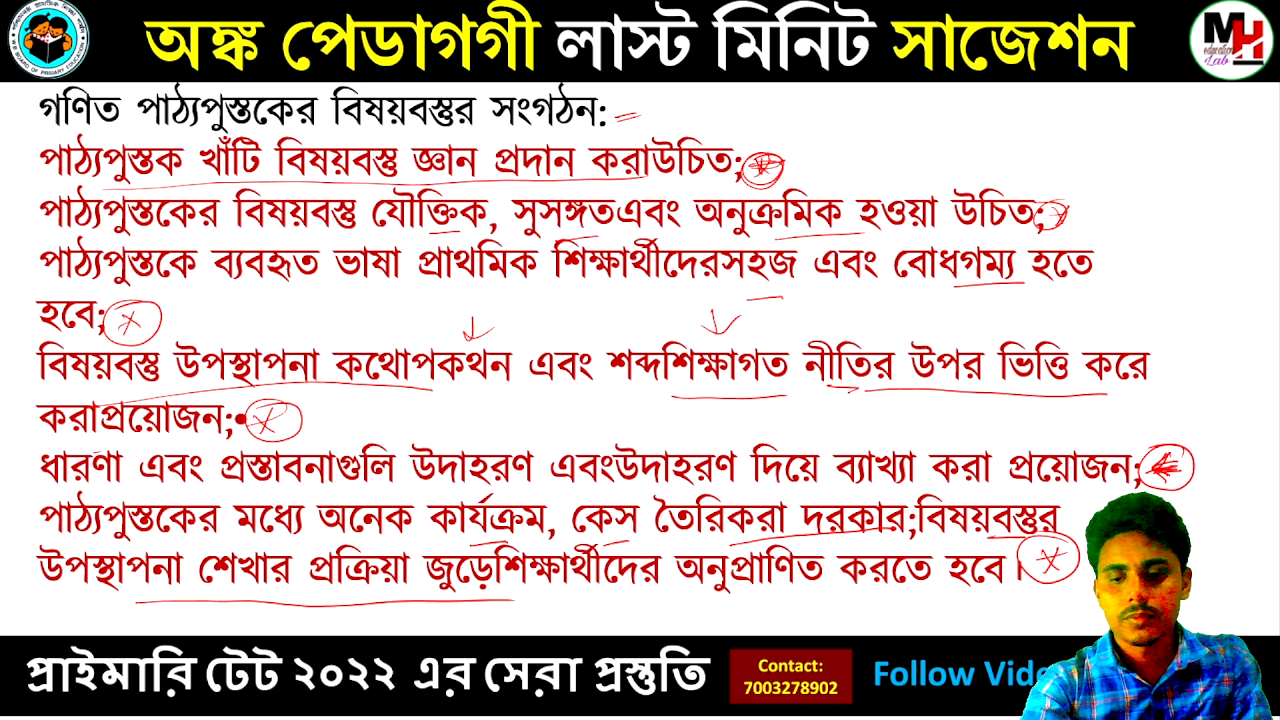 অঙ্ক পেডাগগী লাস্ট মিনিট সাজেশন
MH
education
Lab
গণিত পাঠ্যপুস্তকের বিষয়বস্তুর সংগঠন:
পাঠ্যপুস্তক খাঁটি বিষয়বস্তু জ্ঞান প্রদান করাউচিত;
পাঠ্যপুস্তকের বিষয়বস্তু যৌক্তিক, সুসঙ্গতএবং অনুক্রমিক হওয়া উচিত;
পাঠ্যপুস্তকে ব্যবহৃত ভাষা প্রাথমিক শিক্ষার্থীদেরসহজ এবং বোধগম্য হতে
হবে;
বিষয়বস্তু উপস্থাপনা কথোপকথন এবং শব্দশিক্ষাগত নীতির উপর ভিত্তি করে
করাপ্রয়োজন;•
ধারণা এবং প্রস্তাবনাগুলি উদাহরণ এবংউদাহরণ দিয়ে ব্যাখ্যা করা প্রয়োজন;
পাঠ্যপুস্তকের মধ্যে অনেক কার্যক্রম, কেস তৈরিকরা দরকার;বিষয়বস্তুর
উপস্থাপনা শেখার প্রক্রিয়া জুড়েশিক্ষার্থীদের অনুপ্রাণিত করতে হবে।
প্রাইমারি টেট ২০২২ এর সেরা প্রস্তুতি
Contact:
7003278902
Follow